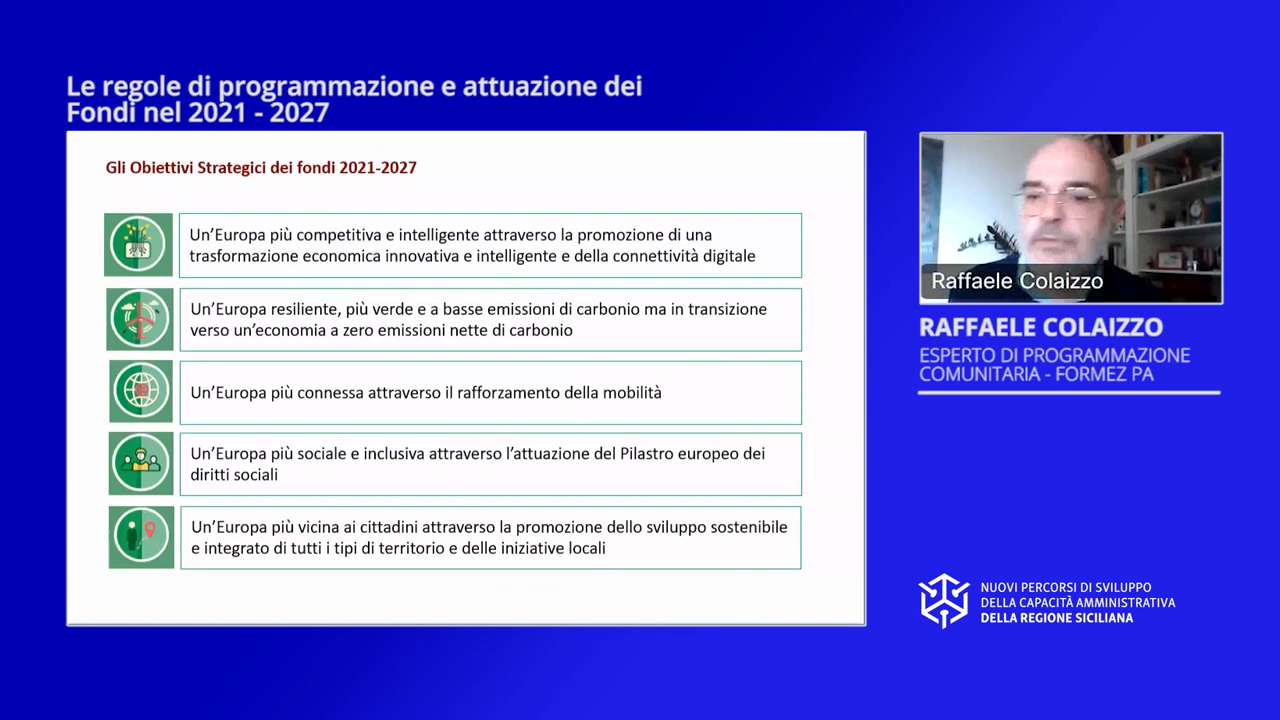 Le regole di programmazione e attuazione dei
Fondi nel 2021 - 2027
Gli Obiettivi Strategici dei fondi 2021-2027
Un'Europa più competitiva e intelligente attraverso la promozione di una
trasformazione economica innovativa e intelligente e della connettività digitale
Un'Europa resiliente, più verde e a basse emissioni di carbonio ma in transizione
verso un'economia a zero emissioni nette di carbonio
Un'Europa più connessa attraverso il rafforzamento della mobilità
Un'Europa più sociale e inclusiva attraverso l'attuazione del Pilastro europeo dei
diritti sociali
Un'Europa più vicina ai cittadini attraverso la promozione dello sviluppo sostenibile
e integrato di tutti i tipi di territorio e delle iniziative locali
Raffaele Colaizzo
RAFFAELE COLAIZZO
ESPERTO DI PROGRAMMAZIONE
COMUNITARIA - FORMEZ PA
NUOVI PERCORSI DI SVILUPPO
DELLA CAPACITÀ AMMINISTRATIVA
DELLA REGIONE SICILIANA